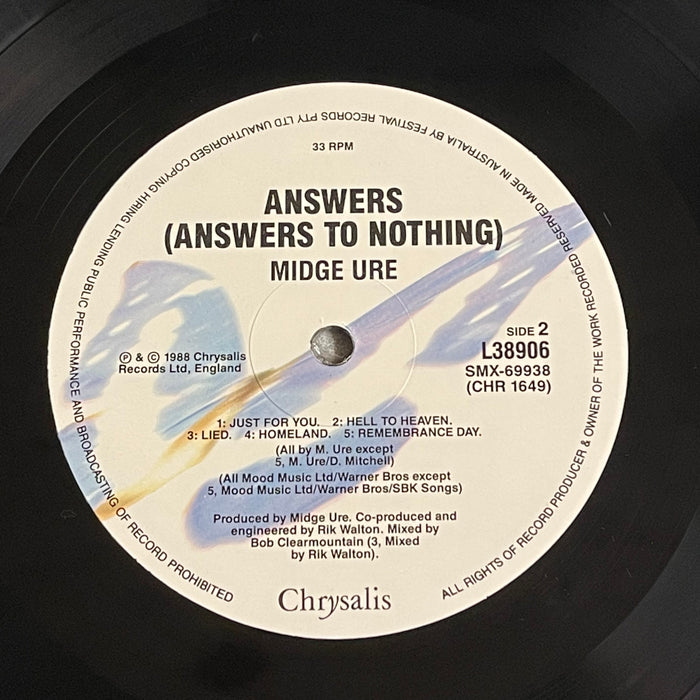 33 RPM
ANSWERS
(ANSWERS TO NOTHING)
MIDGE URE
SIDE 2
L38906
SMX-69938
(CHR 1649)
Ⓟ & © 1988 Chrysalis
Records Ltd, England
1: JUST FOR YOU. 2: HELL TO HEAVEN.
3: LIED. 4: HOMELAND. 5: REMEMBRANCE DAY.
(All by M. Ure except
5, M. Ure/D. Mitchell)
(All Mood Music Ltd/Warner Bros except
5, Mood Music Ltd/Warner Bros/SBK Songs)
Produced by Midge Ure. Co-produced and
engineered by Rik Walton. Mixed by
Bob Clearmountain (3, Mixed
by Rik Walton).
Chrysalis
ALL RIGHTS OF RECORD PRODUCER & OWNER OF THE WORK RECORDED RESERVED MADE IN AUSTRALIA BY FESTIVAL RECORDS PTY LTD UNAUTHORISED COPYING HIRING LENDING PUBLIC PERFORMANCE AND BROADCASTING OF RECORD PROHIBITED